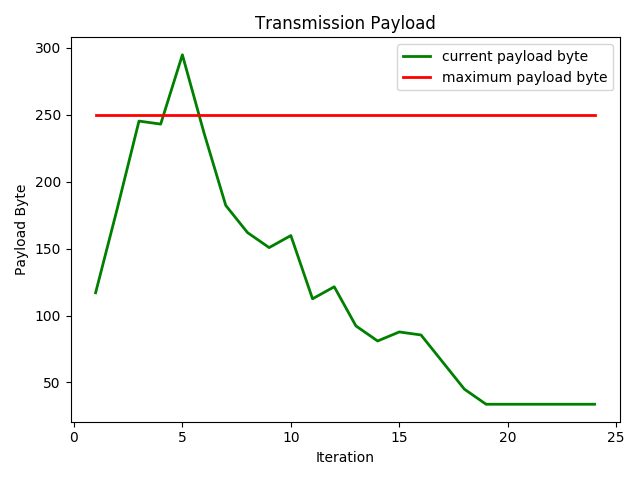 Transmission Payload
current payload byte
maximum payload byte
Payload Byte
300
250
200
150
100
50
0 5 10 15 20 25
Iteration